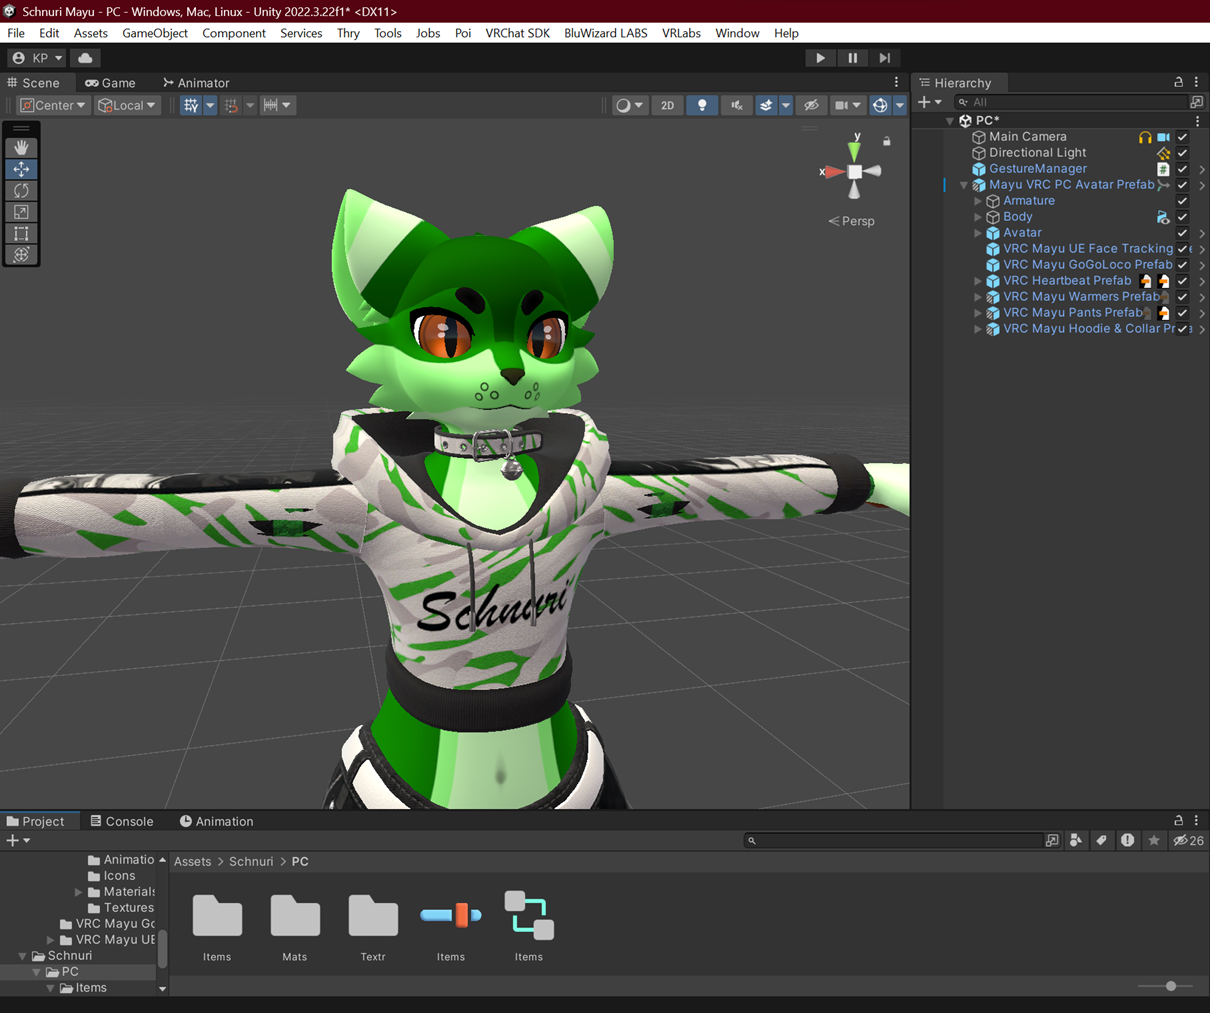 Schnuri Mayu - PC - Windows, Mac, Linux - Unity 2022.3.22f1* <DX11>
File Edit Assets GameObject Component Services Thry Tools Jobs Poi VRChat SDK BluWizard LABS VRLabs Window Help
KP
Scene Game Animator
Center Local 2D
y
x
Persp
Schnuri
Hierarchy
All
PC*
Main Camera
Directional Light
GestureManager
Mayu VRC PC Avatar Prefab
Armature
Body
Avatar
VRC Mayu UE Face Tracking
VRC Mayu GoGoLoco Prefab
VRC Heartbeat Prefab
VRC Mayu Warmers Prefab
VRC Mayu Pants Prefab
VRC Mayu Hoodie & Collar Pr
Project Console Animation
26
Animatio
Icons
Materials
Textures
VRC Mayu Go
VRC Mayu UE
Schnuri
PC
Items
Assets > Schnuri > PC
Items Mats Textr Items Items